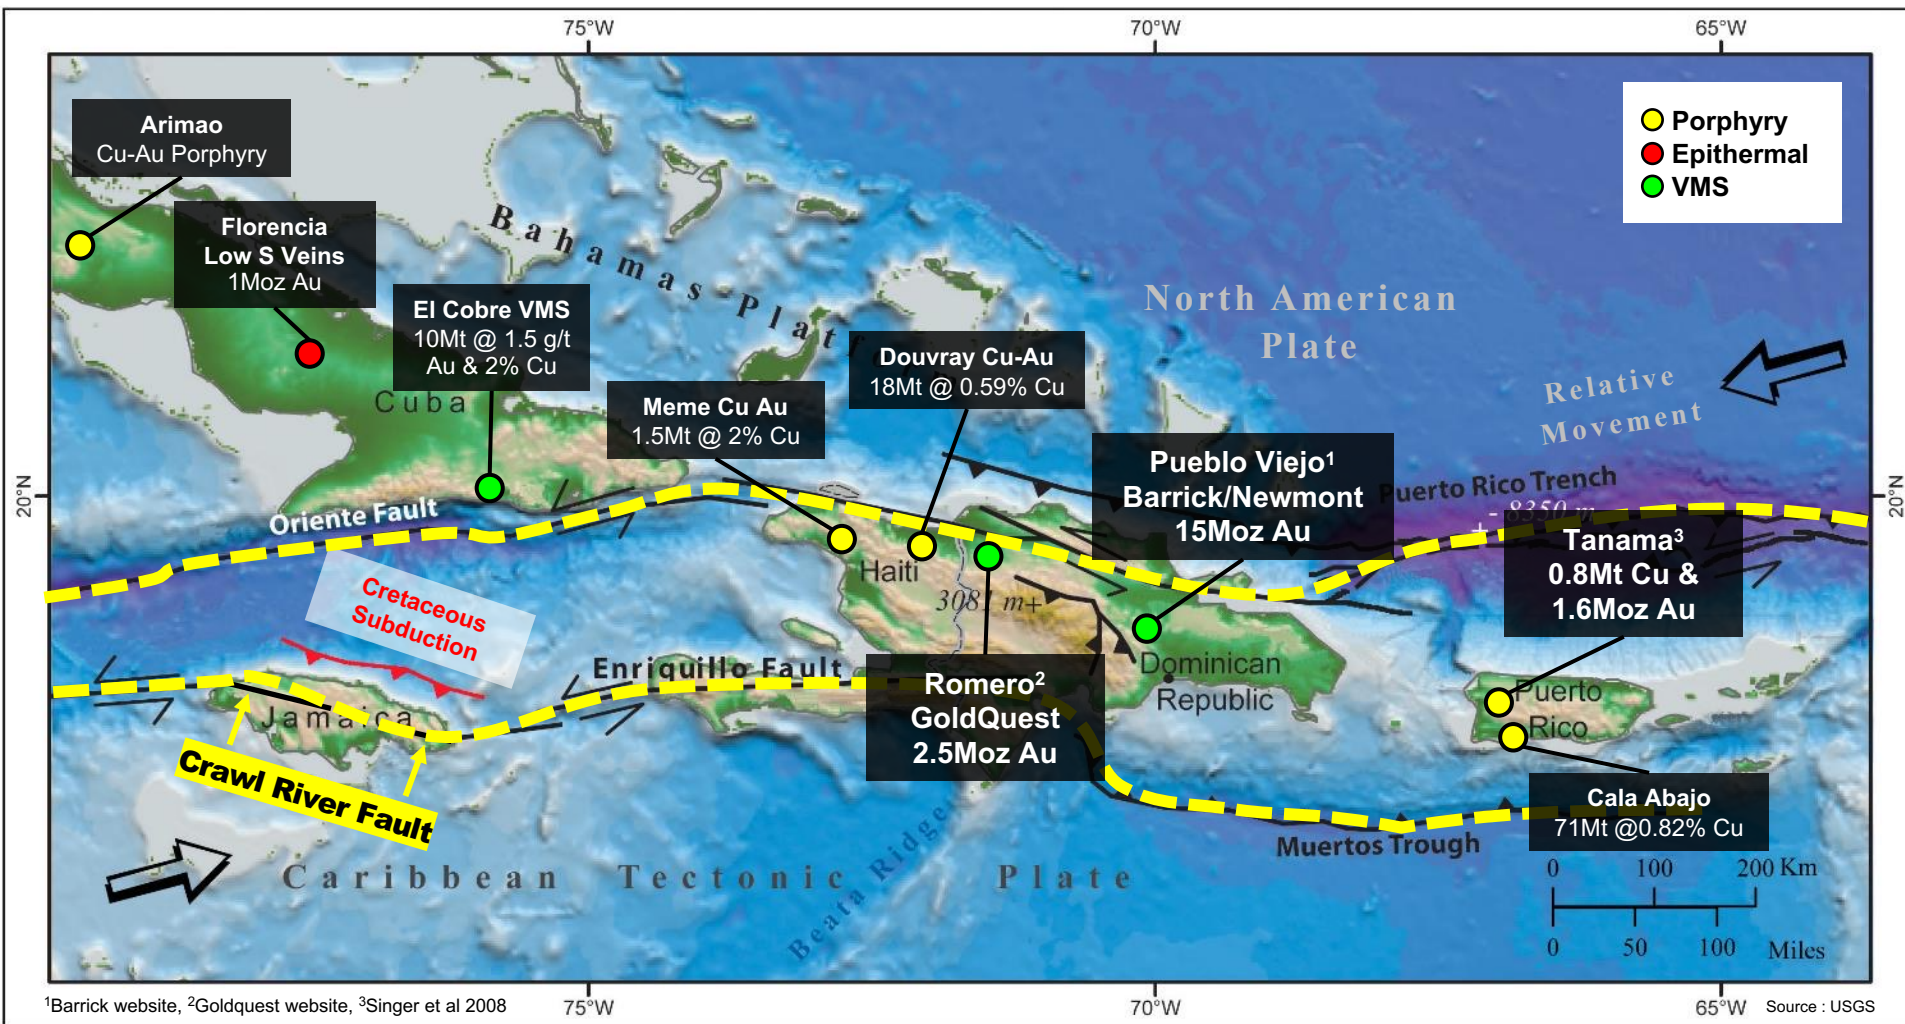 75°W
70°W
65°W
Arimao
Cu-Au Porphyry
Porphyry
Epithermal
VMS
Florencia
Low S Veins
1Moz Au
Bahamas Platform
North American
Plate
El Cobre VMS
10Mt @ 1.5 g/t
Au & 2% Cu
Cuba
Douvray Cu-Au
18Mt @ 0.59% Cu
Meme Cu Au
1.5Mt @ 2% Cu
Relative
Movement
Pueblo Viejo¹
Barrick/Newmont
15Moz Au
20°N
20°N
Puerto Rico Trench
- 8350 m
+
Oriente Fault
Tanama³
0.8Mt Cu &
1.6Moz Au
Haiti
3081 m+
Cretaceous
Subduction
Enriquillo Fault
Dominican
Republic
Romero²
GoldQuest
2.5Moz Au
Jamaica
Puerto
Rico
Crawl River Fault
Cala Abajo
71Mt @0.82% Cu
Muertos Trough
Beata Ridge
Caribbean Tectonic Plate
0 100 200 Km
0 50 100 Miles
¹Barrick website, ²Goldquest website, ³Singer et al 2008
75°W
70°W
65°W
Source : USGS